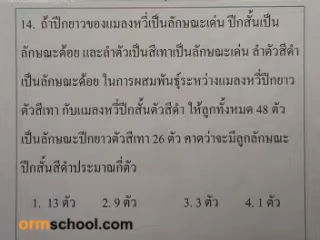 14. ถ้าปีกยาวของแมลงหวี่เป็นลักษณะเด่น ปีกสั้นเป็น
ลักษณะด้อย และลำตัวเป็นสีเทาเป็นลักษณะเด่น ลำตัวสีดำ
เป็นลักษณะด้อย ในการผสมพันธุ์ระหว่างแมลงหวี่ปีกยาว
ตัวสีเทา กับแมลงหวี่ปีกสั้นตัวสีดำ ให้ลูกทั้งหมด 48 ตัว
เป็นลักษณะปีกยาวตัวสีเทา 26 ตัว คาดว่าจะมีลูกลักษณะ
ปีกสั้นสีดำประมาณกี่ตัว
1. 13 ตัว 2. 9 ตัว 3. 3 ตัว 4. 1 ตัว
ormschool.com